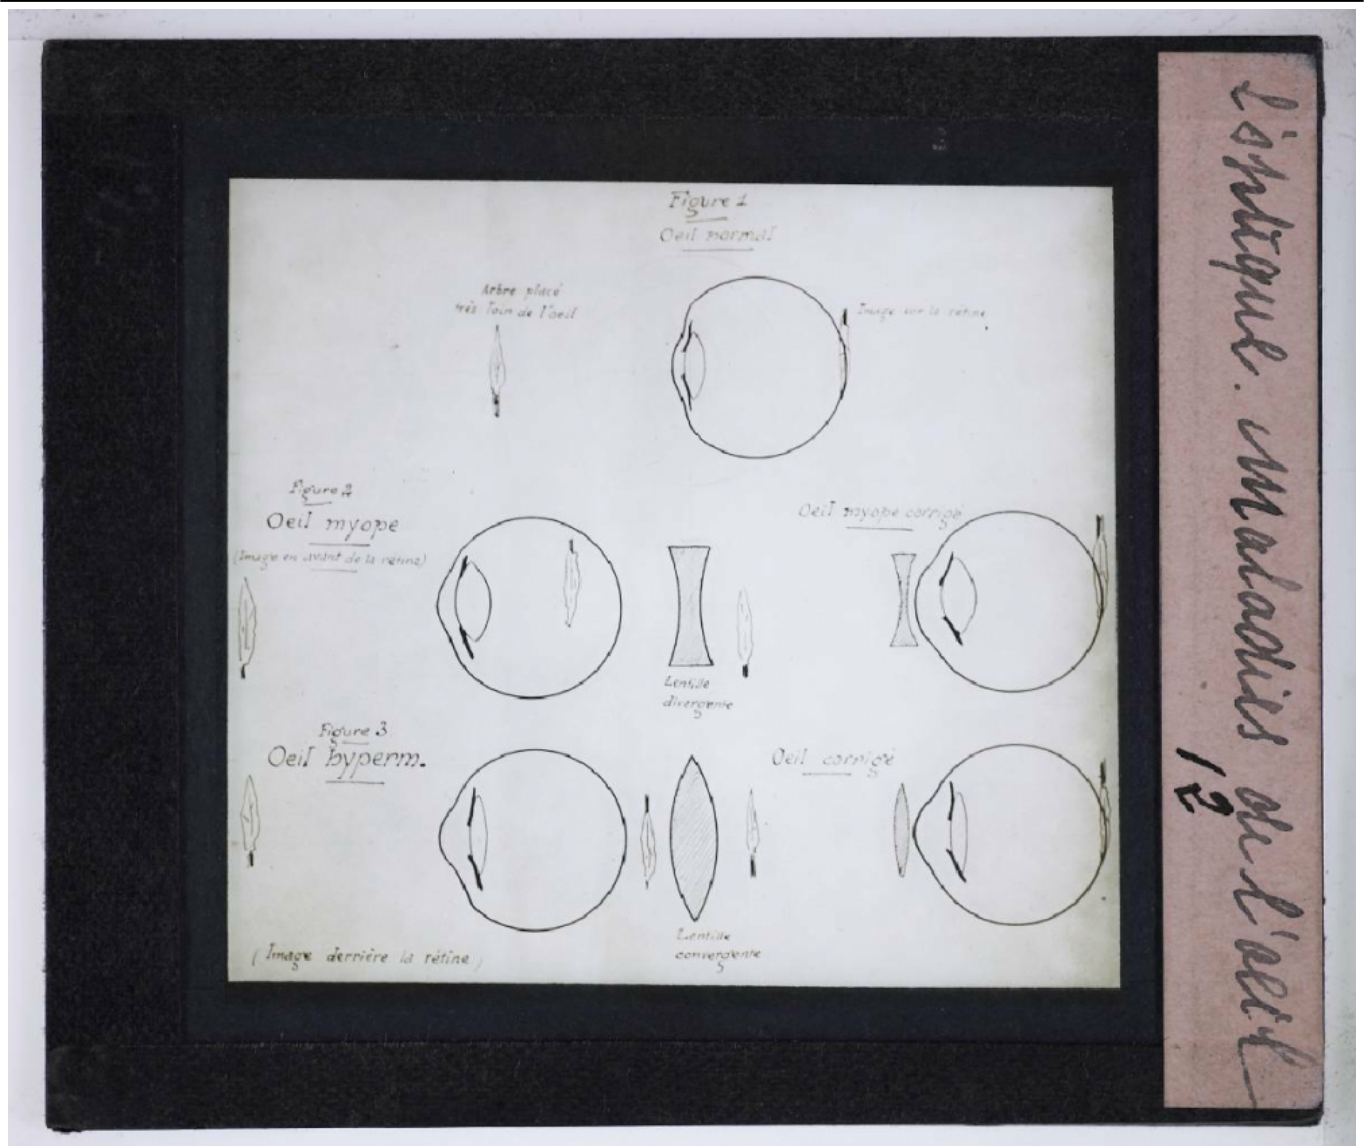 Figure 1
Oeil normal
Arbre placé
très loin de l'oeil
Image sur la rétine
Figure 2
Oeil myope
(Image en avant de la rétine)
Oeil myope corrigé
Lentille
divergente
Figure 3
Oeil hyperm.
Oeil corrigé
(Image derrière la rétine)
Lentille
convergente
L'optique. Maladies de l'œil
12